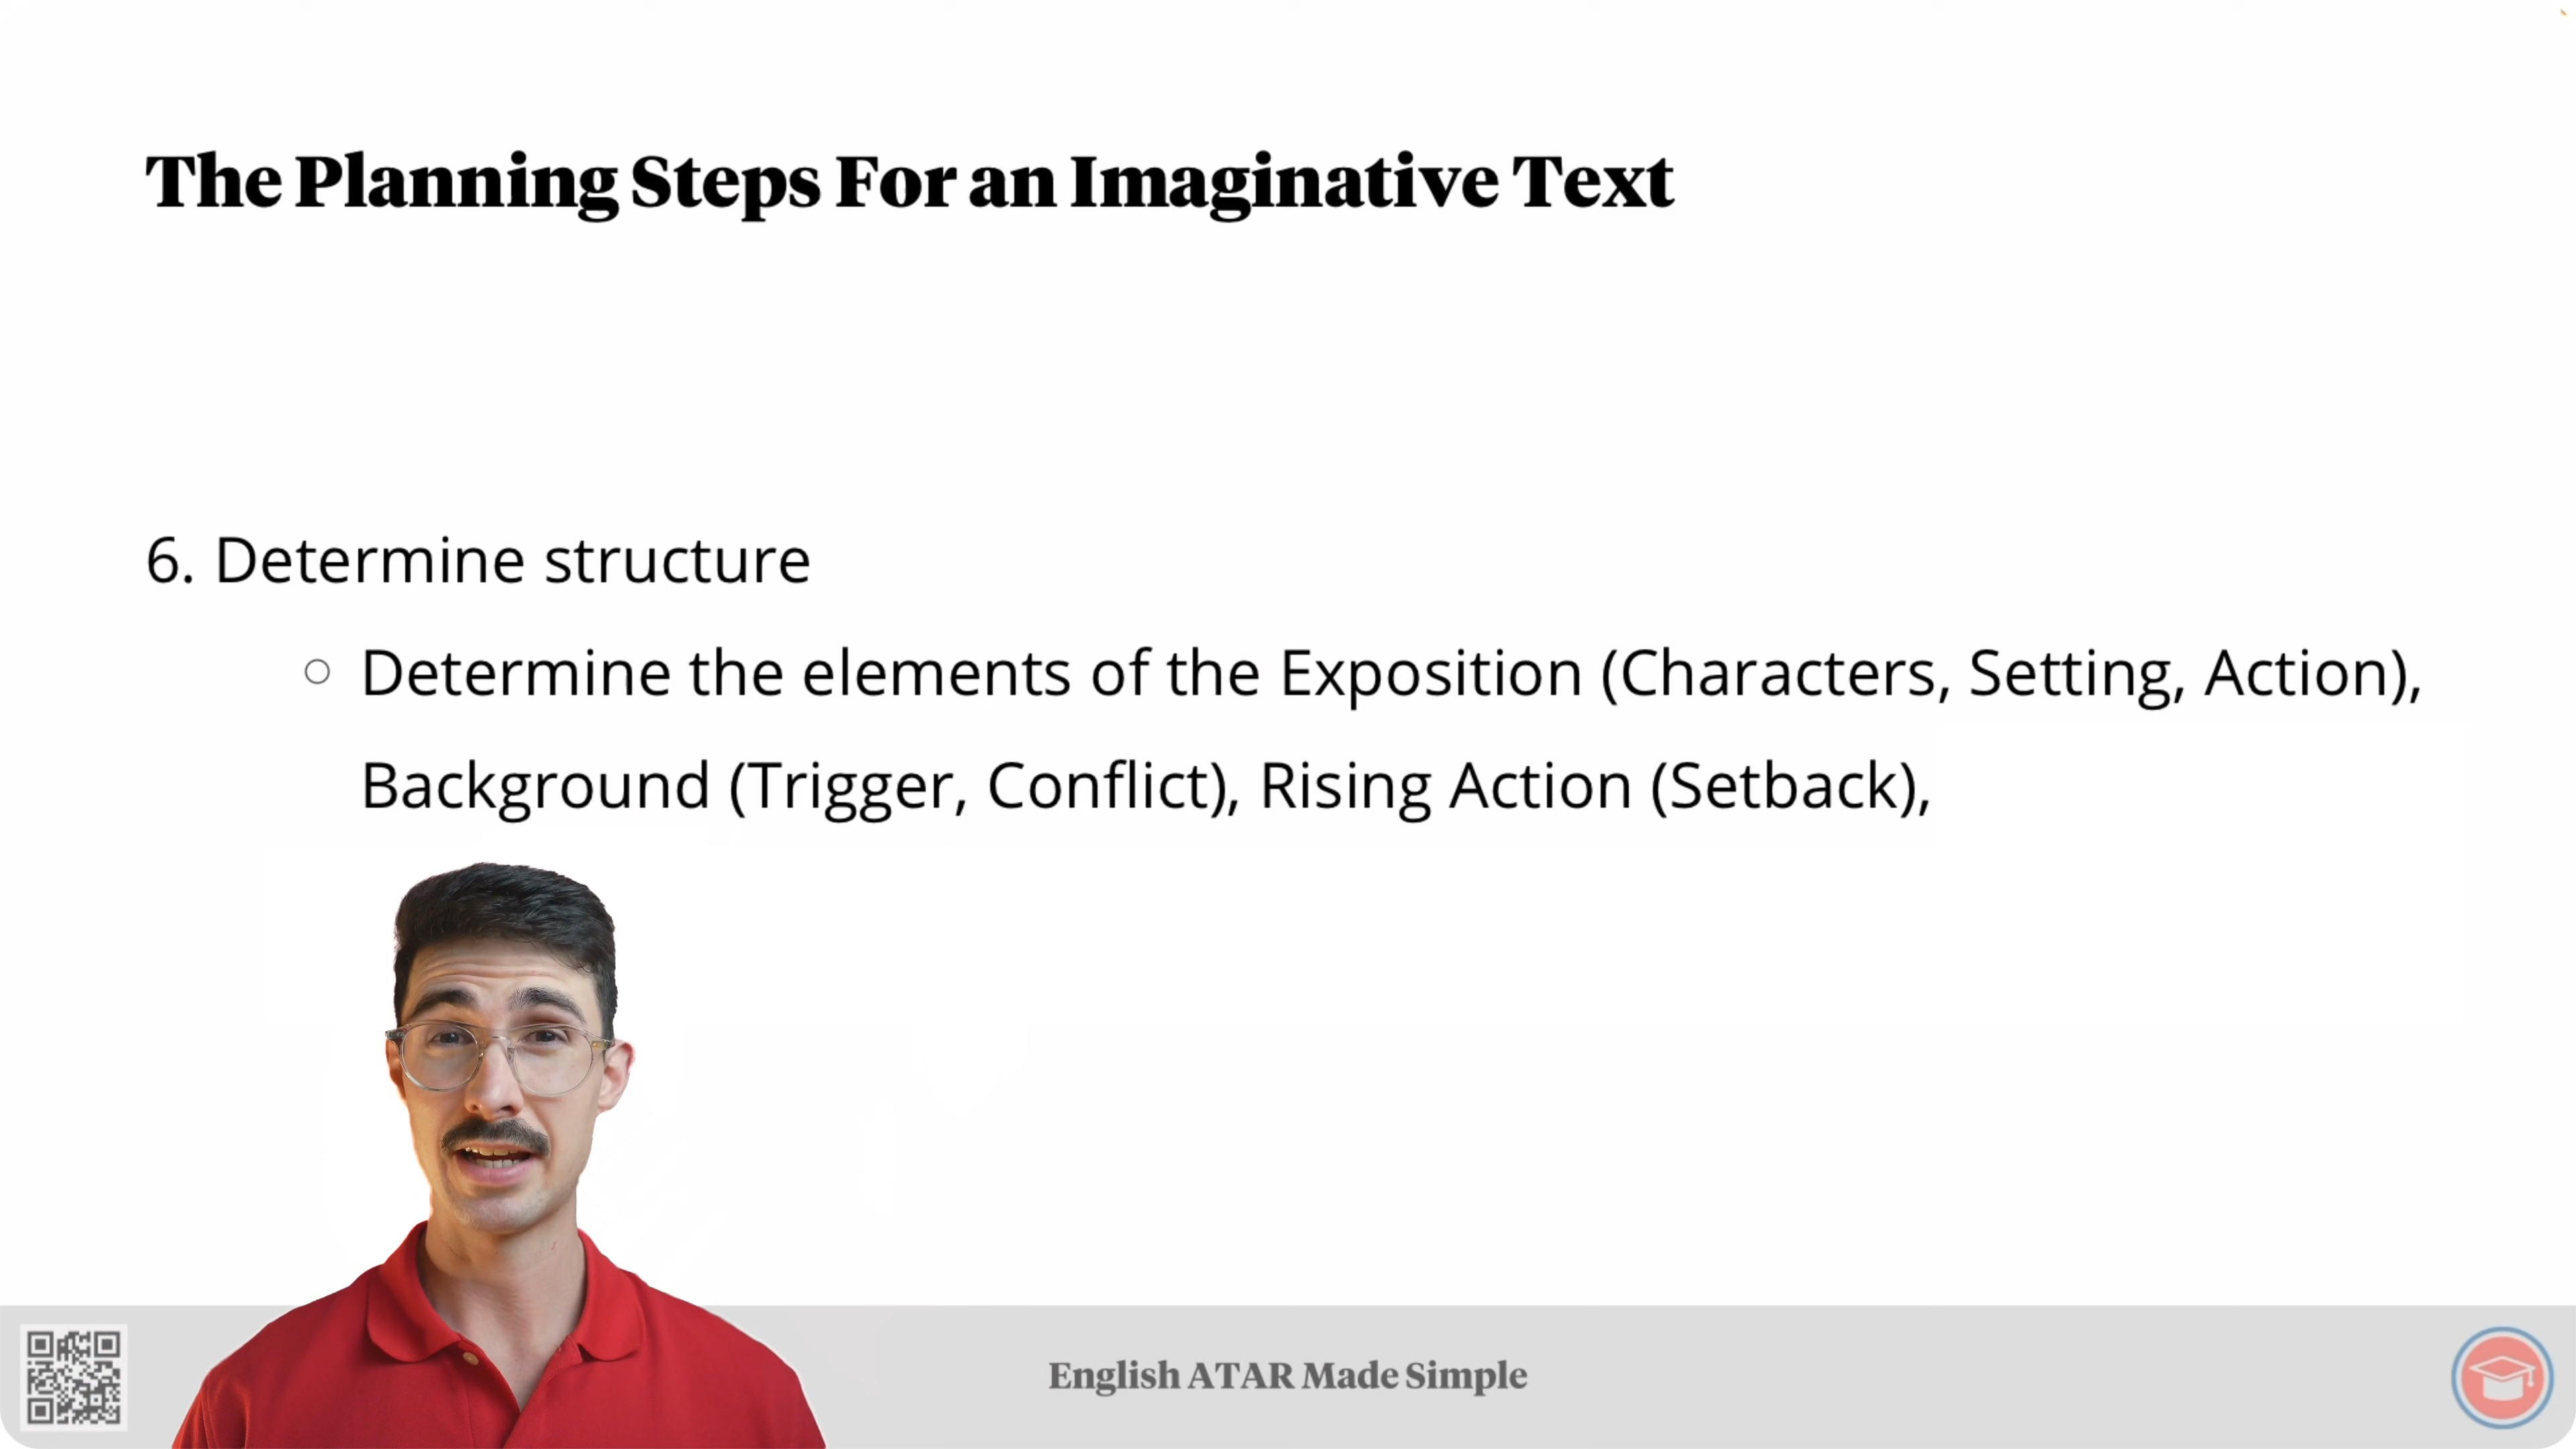 The Planning Steps For an Imaginative Text
6. Determine structure
○ Determine the elements of the Exposition (Characters, Setting, Action),
Background (Trigger, Conflict), Rising Action (Setback),
English ATAR Made Simple